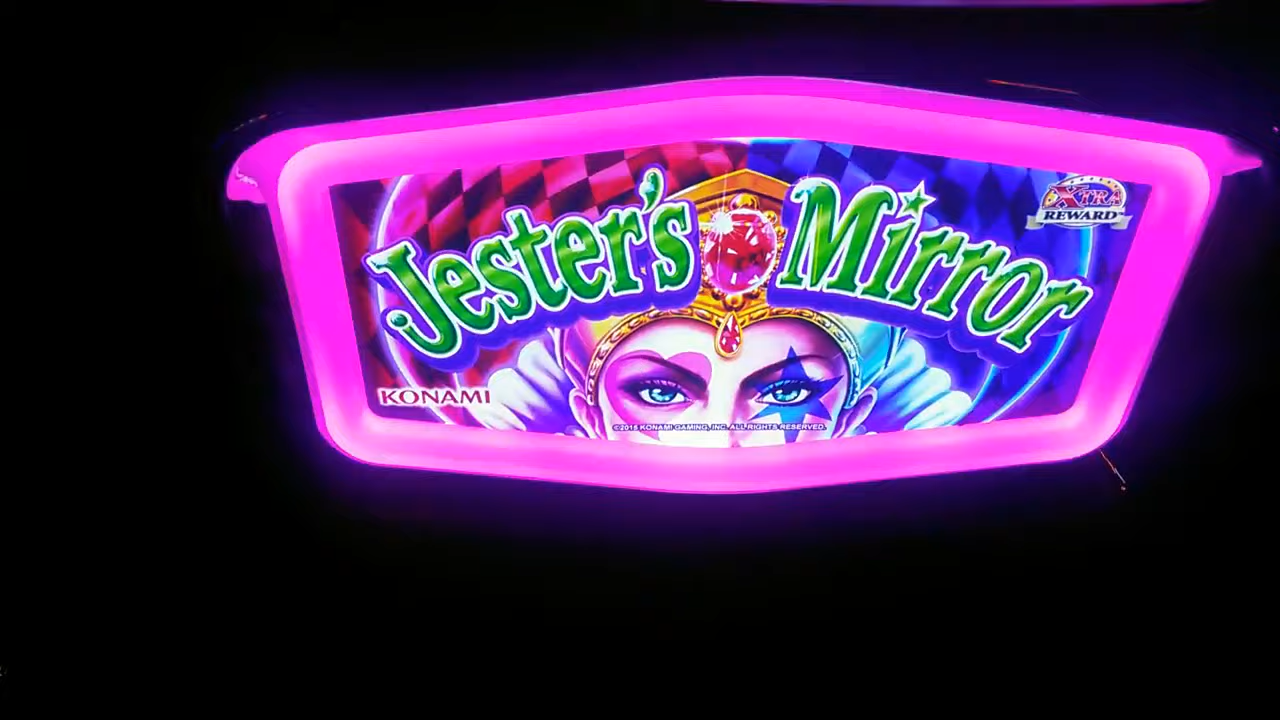 Jester's Mirror
XTRA
REWARD
KONAMI
©2015 KONAMI GAMING, INC. ALL RIGHTS RESERVED.